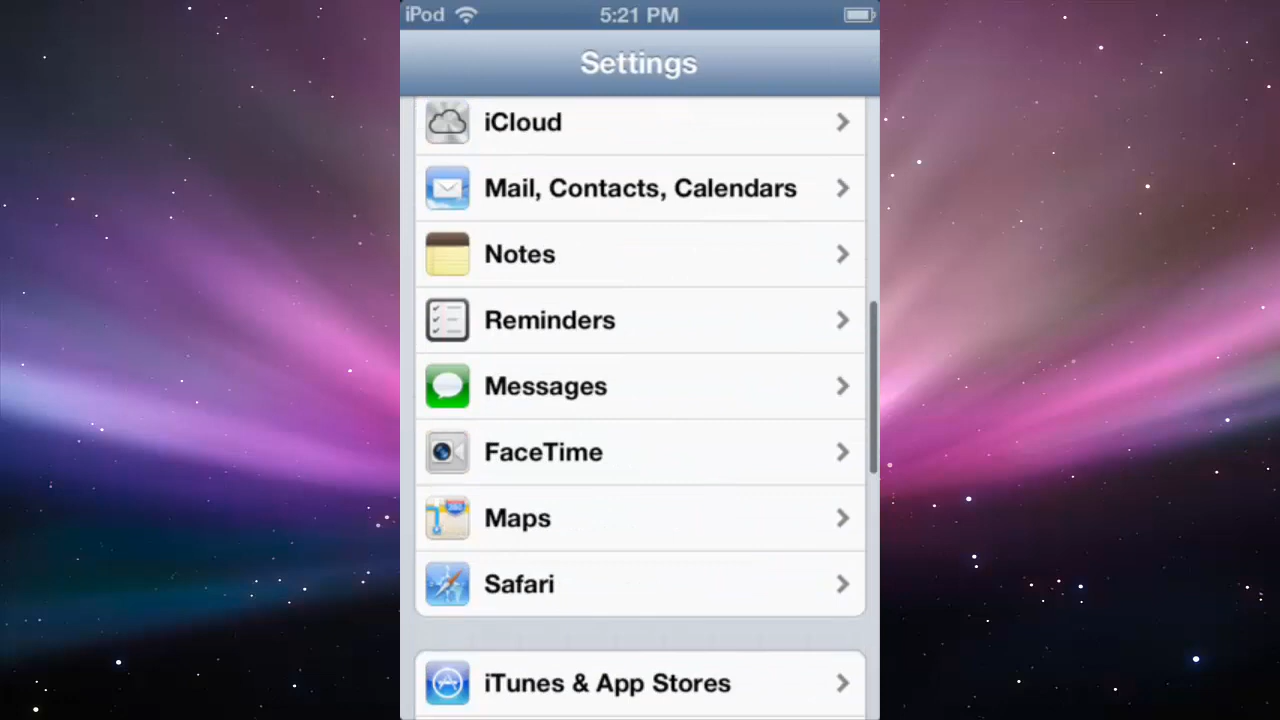 iPod 5:21 PM
Settings
iCloud
Mail, Contacts, Calendars
Notes
Reminders
Messages
FaceTime
Maps
Safari
iTunes & App Stores